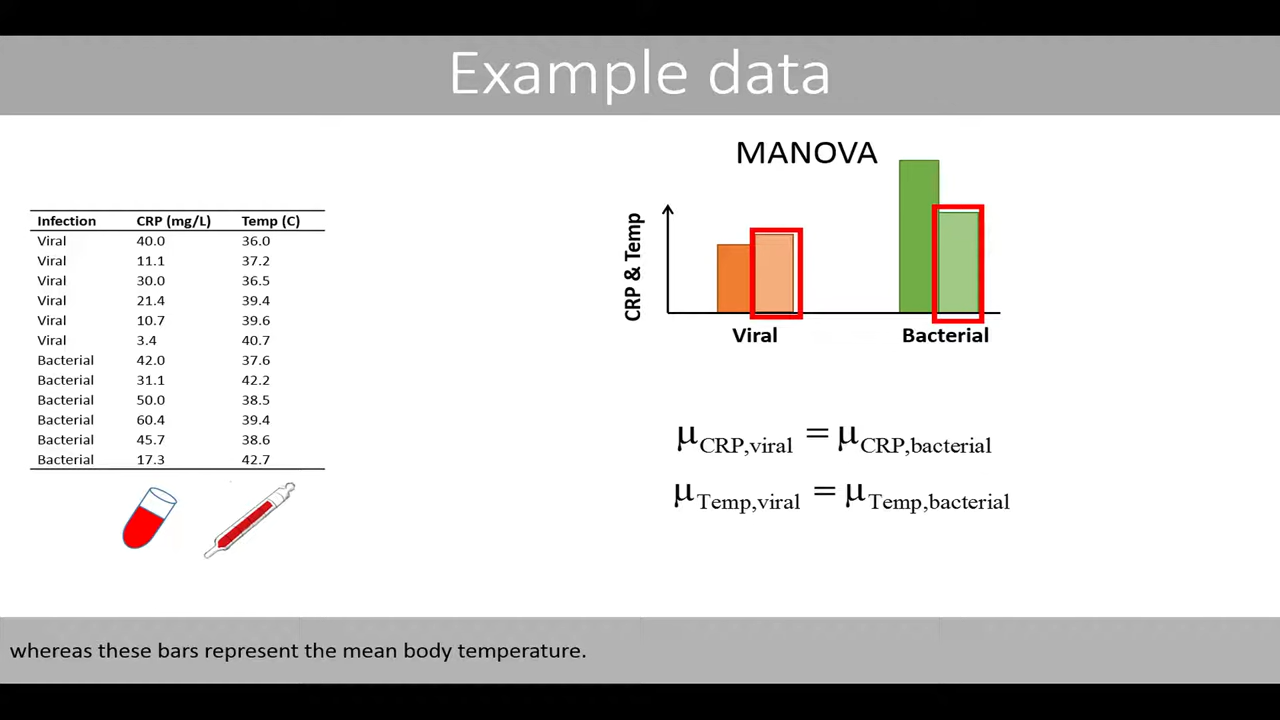 Example data
Infection CRP (mg/L) Temp (C)
Viral 40.0 36.0
Viral 11.1 37.2
Viral 30.0 36.5
Viral 21.4 39.4
Viral 10.7 39.6
Viral 3.4 40.7
Bacterial 42.0 37.6
Bacterial 31.1 42.2
Bacterial 50.0 38.5
Bacterial 60.4 39.4
Bacterial 45.7 38.6
Bacterial 17.3 42.7
MANOVA
CRP & Temp
Viral Bacterial
μCRP,viral = μCRP,bacterial
μTemp,viral = μTemp,bacterial
whereas these bars represent the mean body temperature.